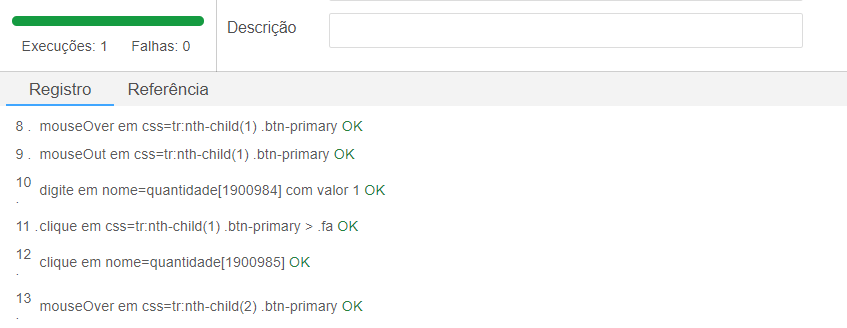 Descrição
Execuções: 1 Falhas: 0
Registro Referência
8 . mouseOver em css=tr:nth-child(1) .btn-primary OK
9 . mouseOut em css=tr:nth-child(1) .btn-primary OK
10 . digite em nome=quantidade[1900984] com valor 1 OK
11 . clique em css=tr:nth-child(1) .btn-primary > .fa OK
12 . clique em nome=quantidade[1900985] OK
13 . mouseOver em css=tr:nth-child(2) .btn-primary OK